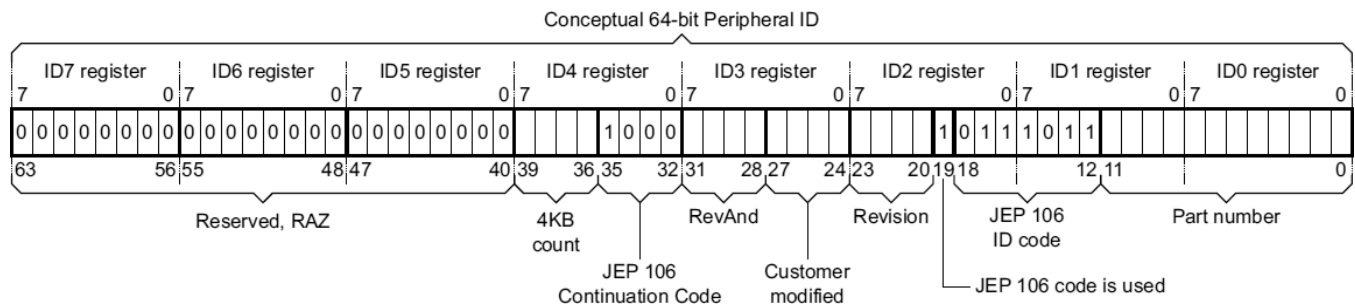 Conceptual 64-bit Peripheral ID
ID7 register ID6 register ID5 register ID4 register ID3 register ID2 register ID1 register ID0 register
7 0 7 0 7 0 7 0 7 0 7 0 7 0 7 0
0 0 0 0 0 0 0 0 0 0 0 0 0 0 0 0 0 0 0 0 0 0 0 0 1 0 0 0 1 0 1 1 1 0 1 1
63 56 55 48 47 40 39 36 35 32 31 28 27 24 23 20 19 18 12 11 0
Reserved, RAZ 4KB count RevAnd Revision JEP 106 ID code Part number
JEP 106 Continuation Code Customer modified JEP 106 code is used